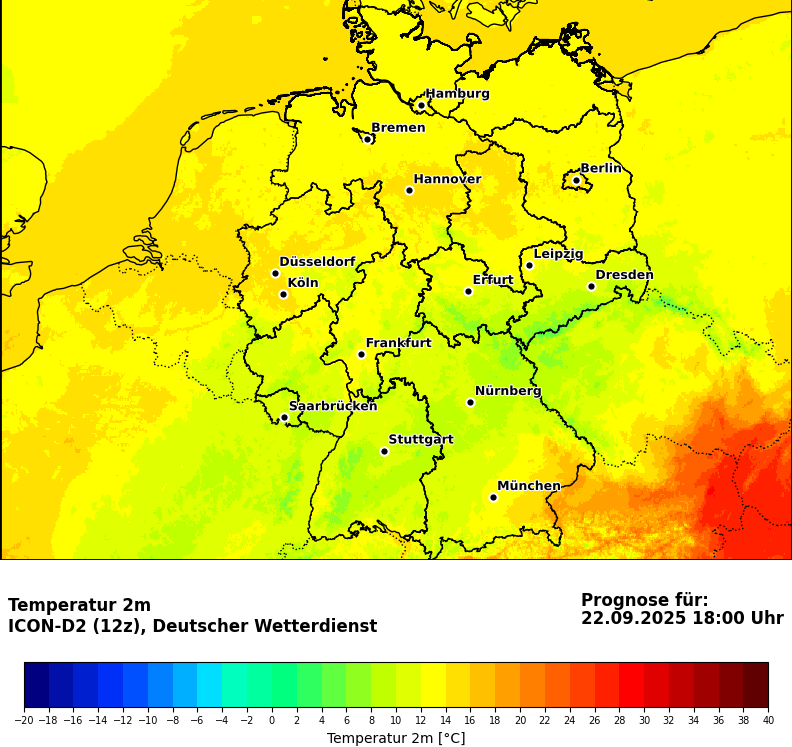 Hamburg
Bremen
Berlin
Hannover
Düsseldorf
Leipzig
Köln
Erfurt
Dresden
Frankfurt
Nürnberg
Saarbrücken
Stuttgart
München
Temperatur 2m
ICON-D2 (12z), Deutscher Wetterdienst
Prognose für:
22.09.2025 18:00 Uhr
−20 −18 −16 −14 −12 −10 −8 −6 −4 −2 0 2 4 6 8 10 12 14 16 18 20 22 24 26 28 30 32 34 36 38 40
Temperatur 2m [°C]